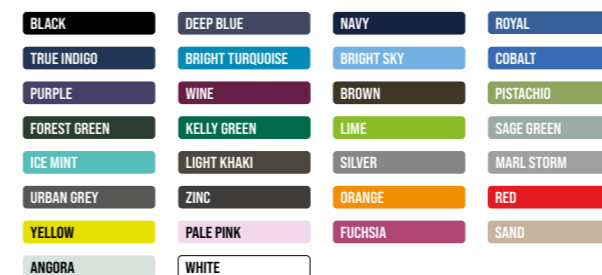 BLACK DEEP BLUE NAVY ROYAL
TRUE INDIGO BRIGHT TURQUOISE BRIGHT SKY COBALT
PURPLE WINE BROWN PISTACHIO
FOREST GREEN KELLY GREEN LIME SAGE GREEN
ICE MINT LIGHT KHAKI SILVER MARL STORM
URBAN GREY ZINC ORANGE RED
YELLOW PALE PINK FUCHSIA SAND
ANGORA WHITE